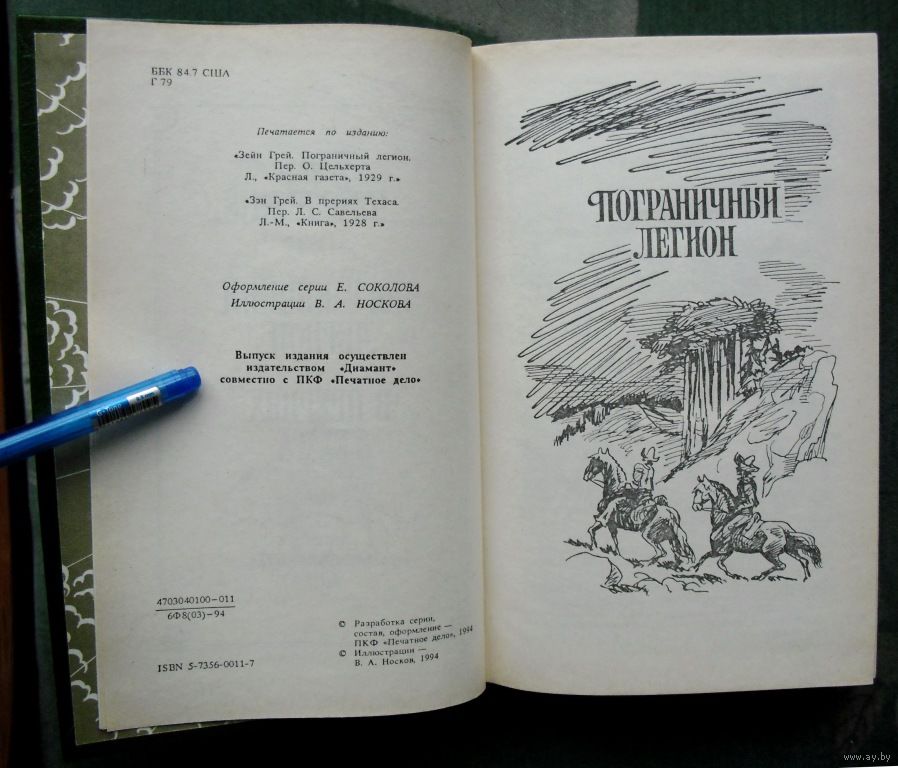 ББК 84.7 США
Г 79
Печатается по изданию:
«Зейн Грей. Пограничный легион.
Пер. О. Цельхерта
Л., «Красная газета», 1929 г.»
«Зэн Грей. В прериях Техаса.
Пер. Л. С. Савельева
Л.-М., «Книга», 1928 г.»
Оформление серии Е. СОКОЛОВА
Иллюстрации В. А. НОСКОВА
Выпуск издания осуществлен
издательством «Диамант»
совместно с ПКФ «Печатное дело»
4703040100-011
6Ф8(03)-94
ISBN 5-7356-0011-7
© Разработка серии,
состав, оформление —
ПКФ «Печатное дело», 1994
© Иллюстрации —
В. А. Носков, 1994
ПОГРАНИЧНЫЙ
ЛЕГИОН
www.ay.by